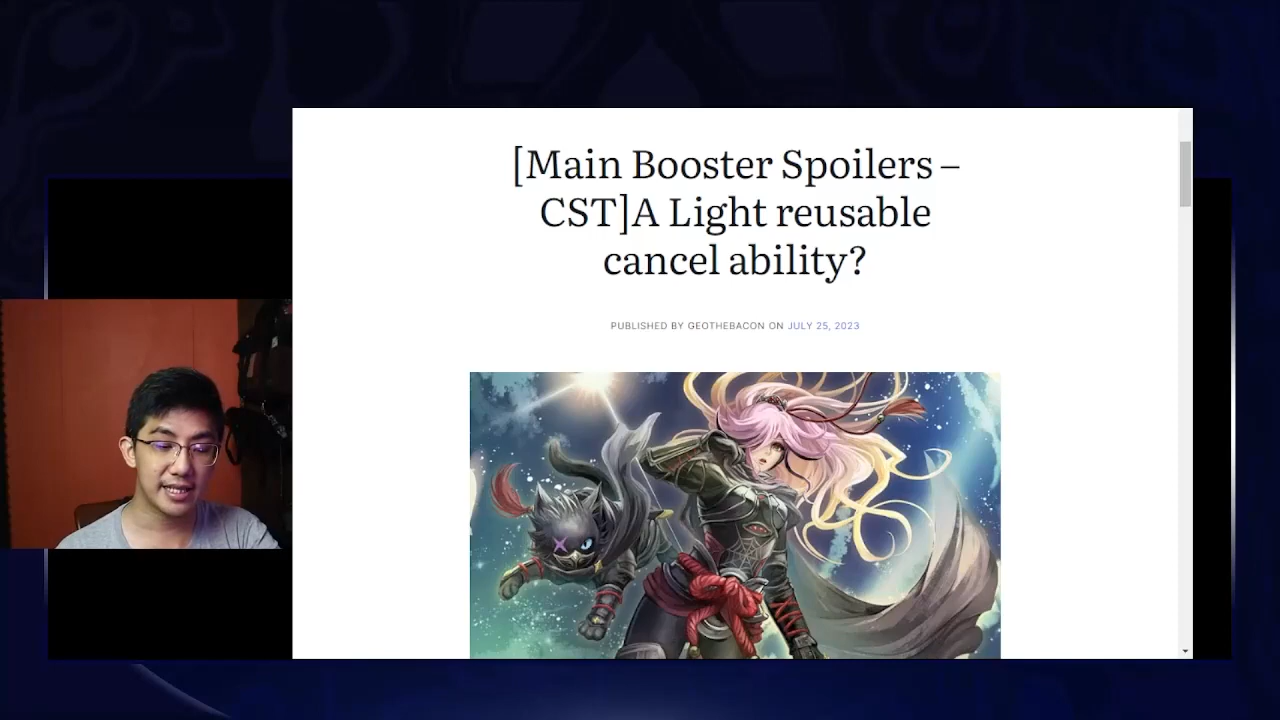 [Main Booster Spoilers –
CST]A Light reusable
cancel ability?
PUBLISHED BY GEOTHEBACON ON JULY 25, 2023